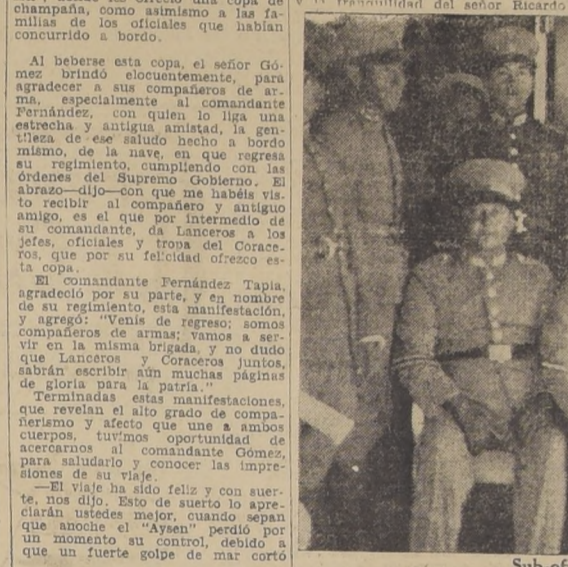 una copa de
champaña, como asimismo a las fa-
milias de los oficiales que habían
concurrido a bordo.
Al beberse esta copa, el señor Gó-
mez brindó elocuentemente, para
agradecer a sus compañeros de ar-
ma, especialmente al comandante
Fernández, con quien lo liga una
estrecha y antigua amistad, la gen-
tileza de ese saludo hecho a bordo
mismo, de la nave, en que regresa
su regimiento, cumpliendo con las
órdenes del Supremo Gobierno. El
abrazo—dijo—con que me habéis vis-
to recibir al compañero y antiguo
amigo, es el que por intermedio de
su comandante, da Lanceros a los
jefes, oficiales y tropa del Corace-
ros, que por su felicidad ofrezco es-
ta copa.
El comandante Fernández Tapia,
agradeció por su parte, y en nombre
de su regimiento, esta manifestación,
y agregó: "Venis de regreso; somos
compañeros de armas; vamos a ser-
vir en la misma brigada, y no dudo
que Lanceros y Coraceros juntos,
sabrán escribir aún muchas páginas
de gloria para la patria."
Terminadas estas manifestaciones,
que revelan el alto grado de compa-
ñerismo y afecto que une a ambos
cuerpos, tuvimos oportunidad de
acercarnos al comandante Gómez,
para saludarlo y conocer las impre-
siones de su viaje.
—El viaje ha sido feliz y con suer-
te, nos dijo. Esto de suerto lo apre-
ciarán ustedes mejor, cuando sepan
que anoche el "Aysen" perdió por
un momento su control, debido a
que un fuerte golpe de mar cortó
tranquilidad del señor Ricardo
Sub-of